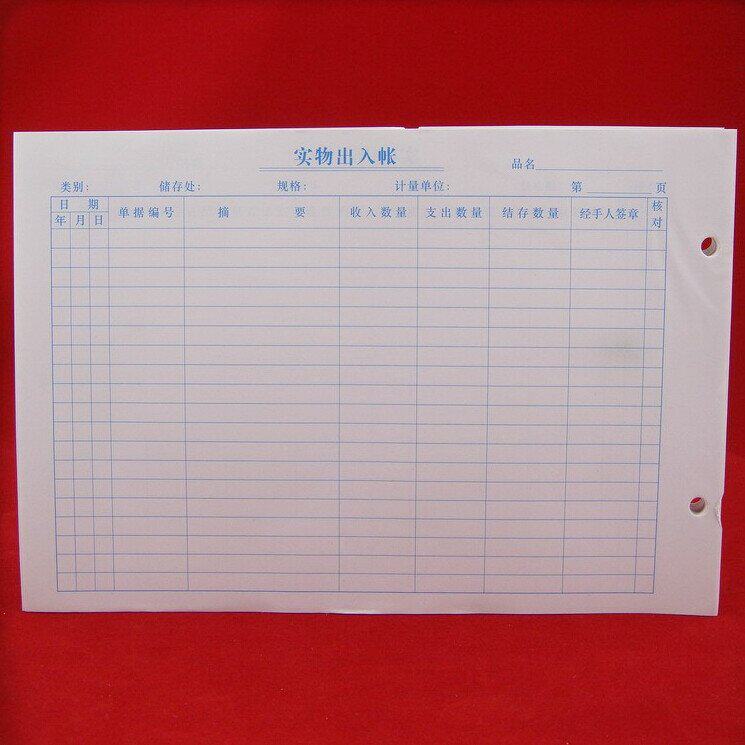 实物出入帐
品名
类别: 储存处: 规格: 计量单位: 第 页
日期 单据编号 摘要 收入数量 支出数量 结存数量 经手人签章 核对
年 月 日